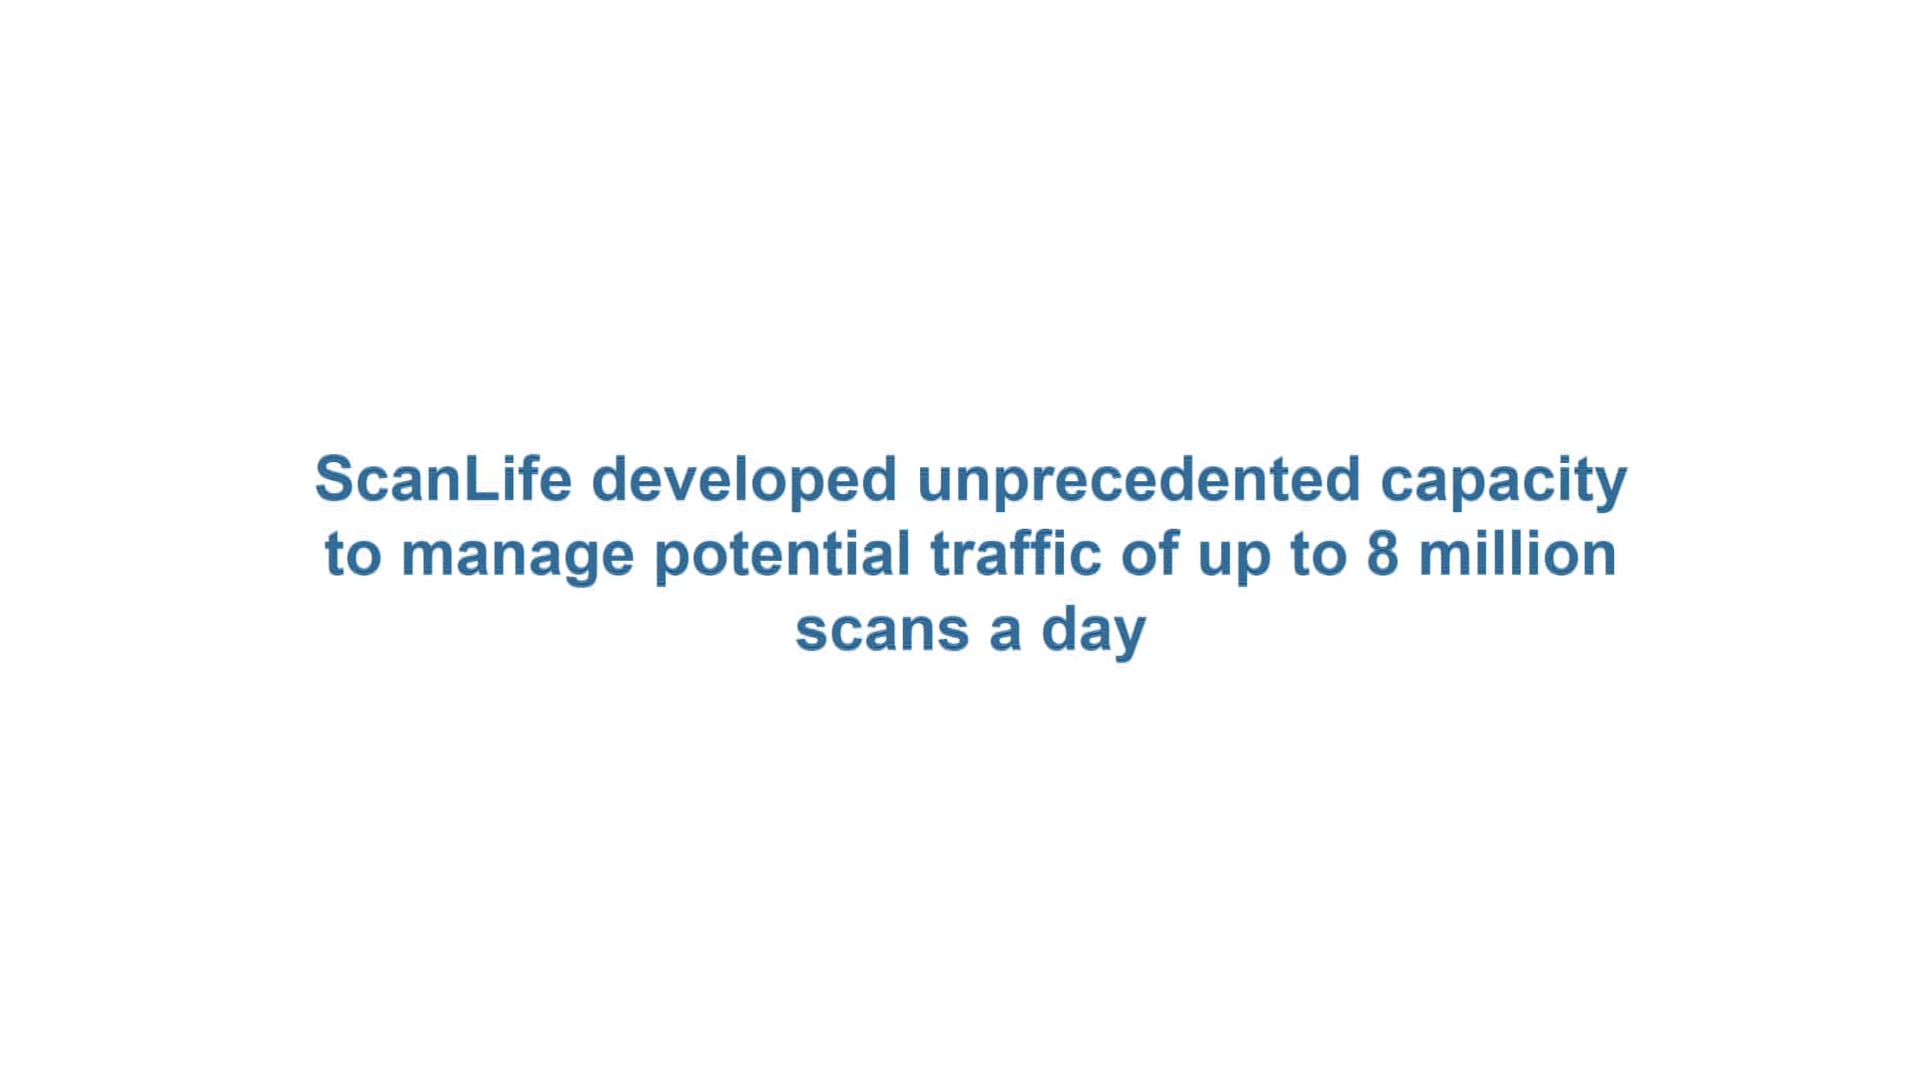 ScanLife developed unprecedented capacity
to manage potential traffic of up to 8 million
scans a day